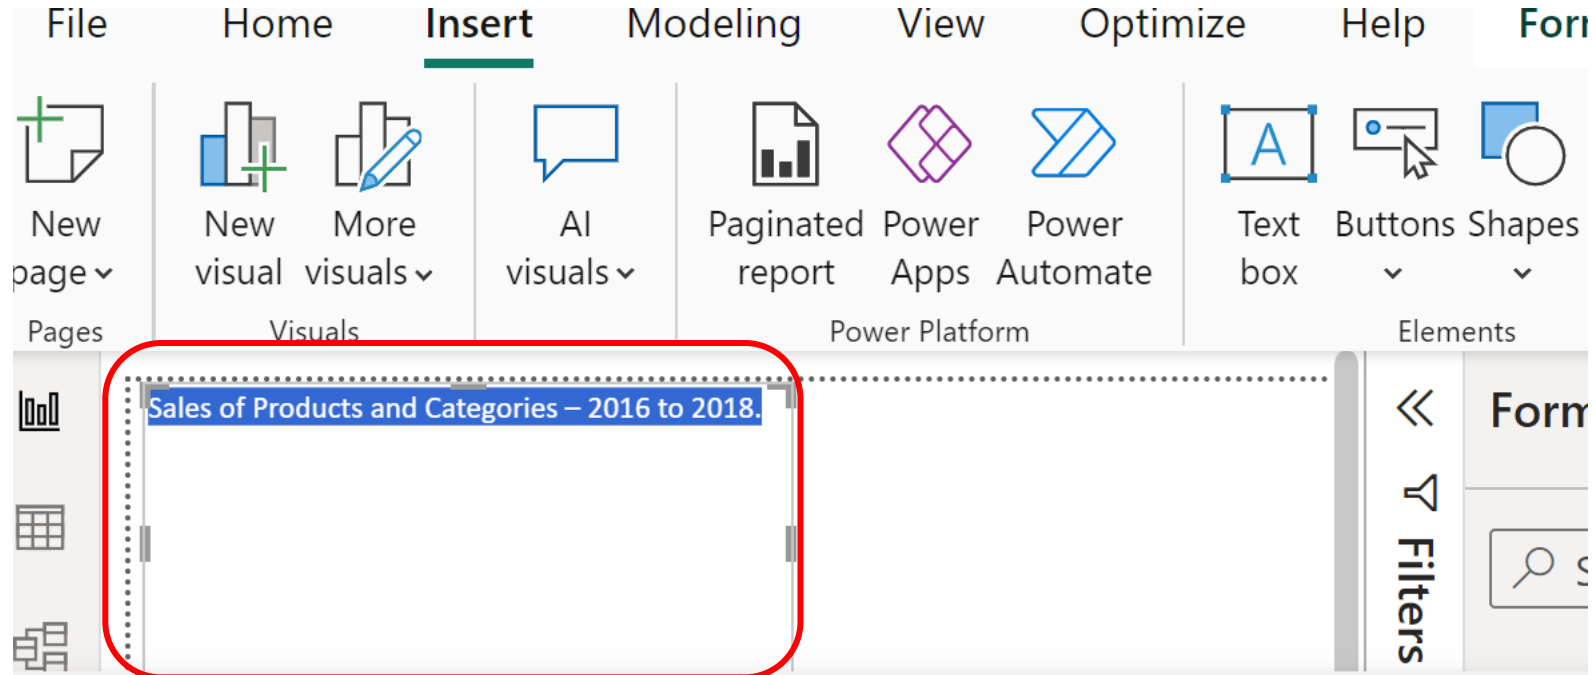 File Home Insert Modeling View Optimize Help
New page
New visual
More visuals
AI visuals
Paginated report
Power Apps
Power Automate
A
Text box
Buttons
Shapes
Pages Visuals Power Platform Elements
Sales of Products and Categories – 2016 to 2018.
Filters